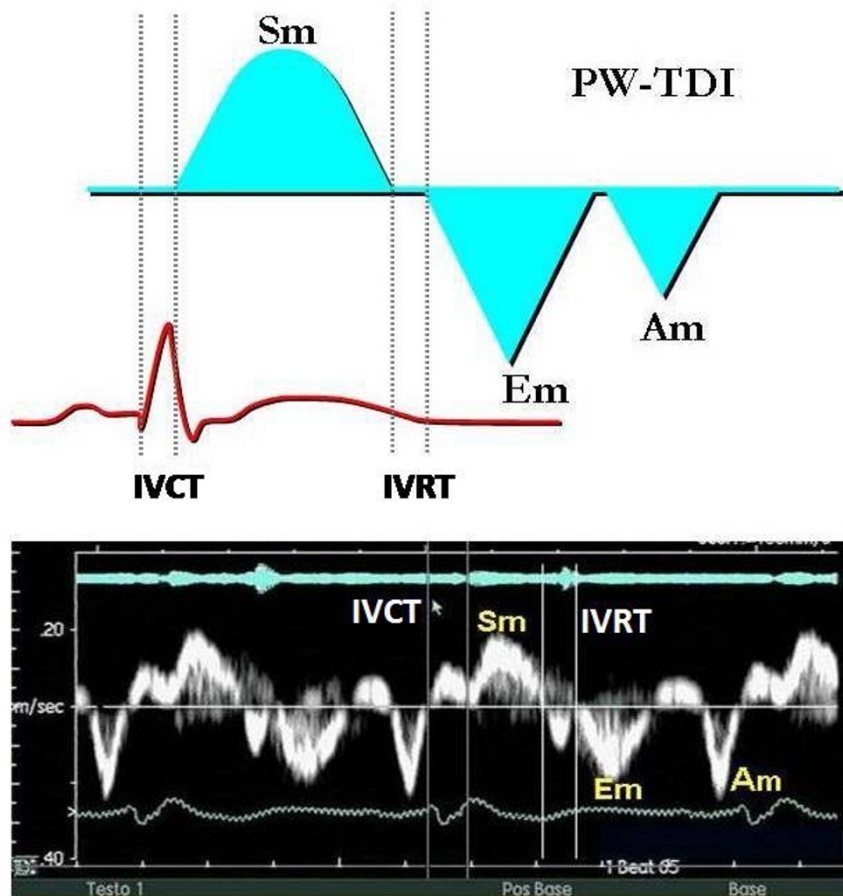 Sm
PW-TDI
Em
Am
IVCT IVRT
IVCT Sm IVRT
.20
m/sec
Em Am
.40
1 Beat 05
Testo 1 Pos Base Base